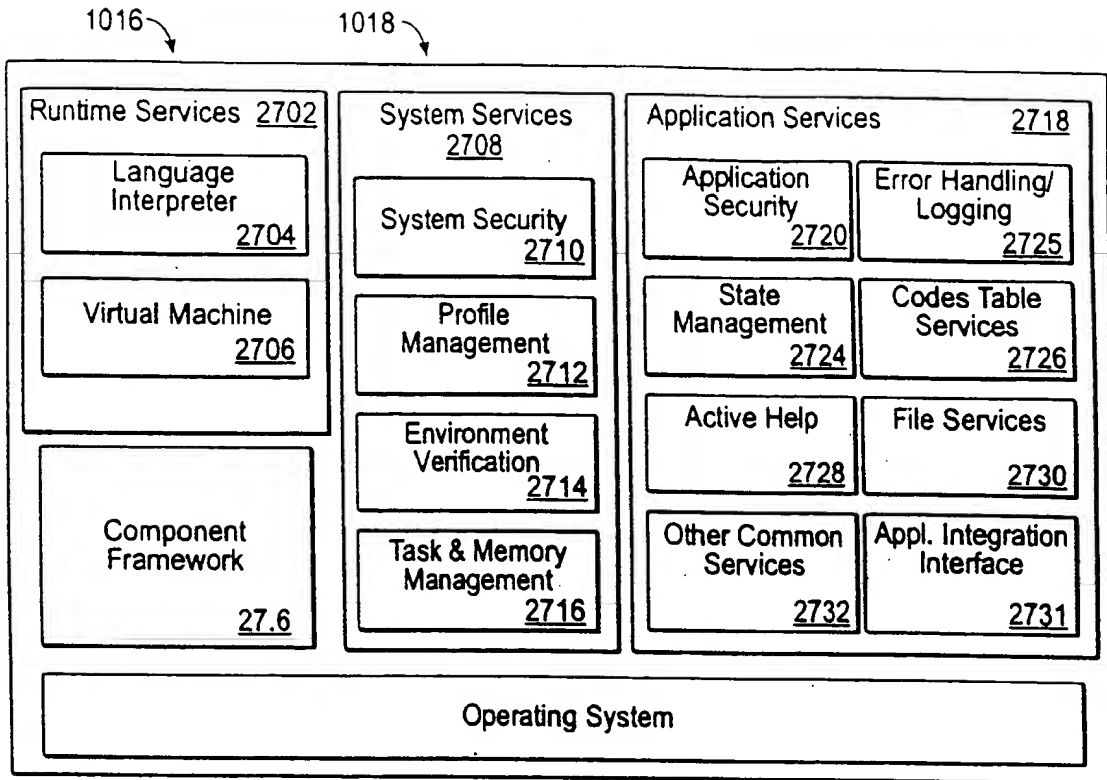 1016
1018
Runtime Services 2702
Language
Interpreter
2704
Virtual Machine
2706
Component
Framework
27.6
System Services
2708
System Security
2710
Profile
Management
2712
Environment
Verification
2714
Task & Memory
Management
2716
Application Services 2718
Application
Security
2720
Error Handling/
Logging
2725
State
Management
2724
Codes Table
Services
2726
Active Help
2728
File Services
2730
Other Common
Services
2732
Appl. Integration
Interface
2731
Operating System